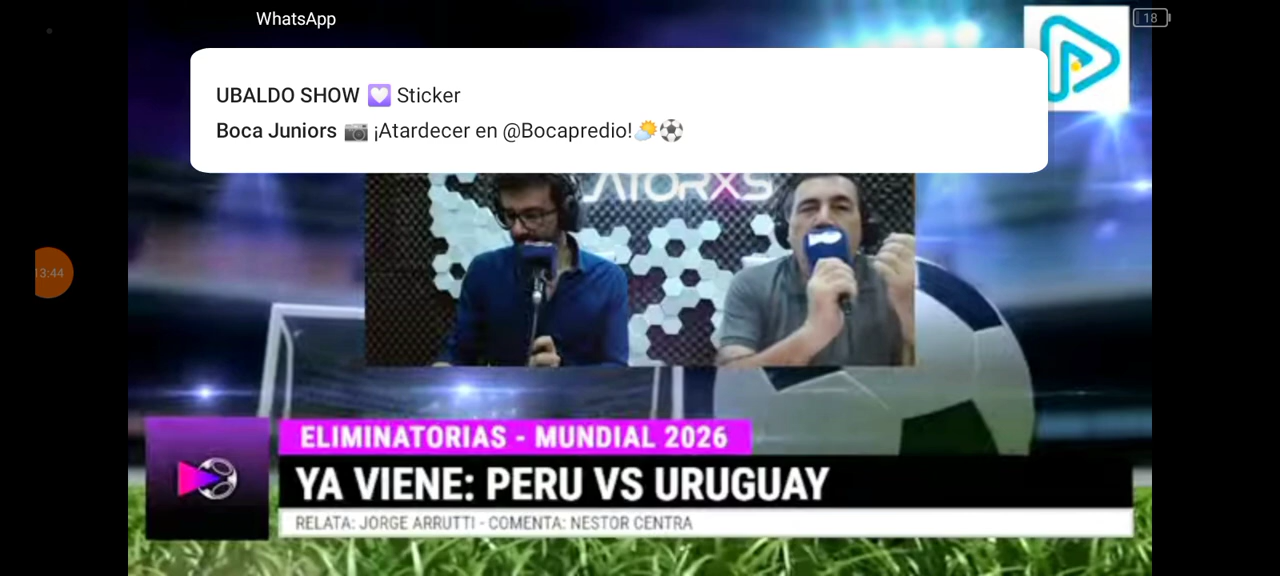 WhatsApp
18
UBALDO SHOW 💟 Sticker
Boca Juniors 📷 ¡Atardecer en @Bocapredio!🌤️⚽
ATORXS
13:44
ELIMINATORIAS - MUNDIAL 2026
YA VIENE: PERU VS URUGUAY
RELATA: JORGE ARRUTTI - COMENTA: NESTOR CENTRA